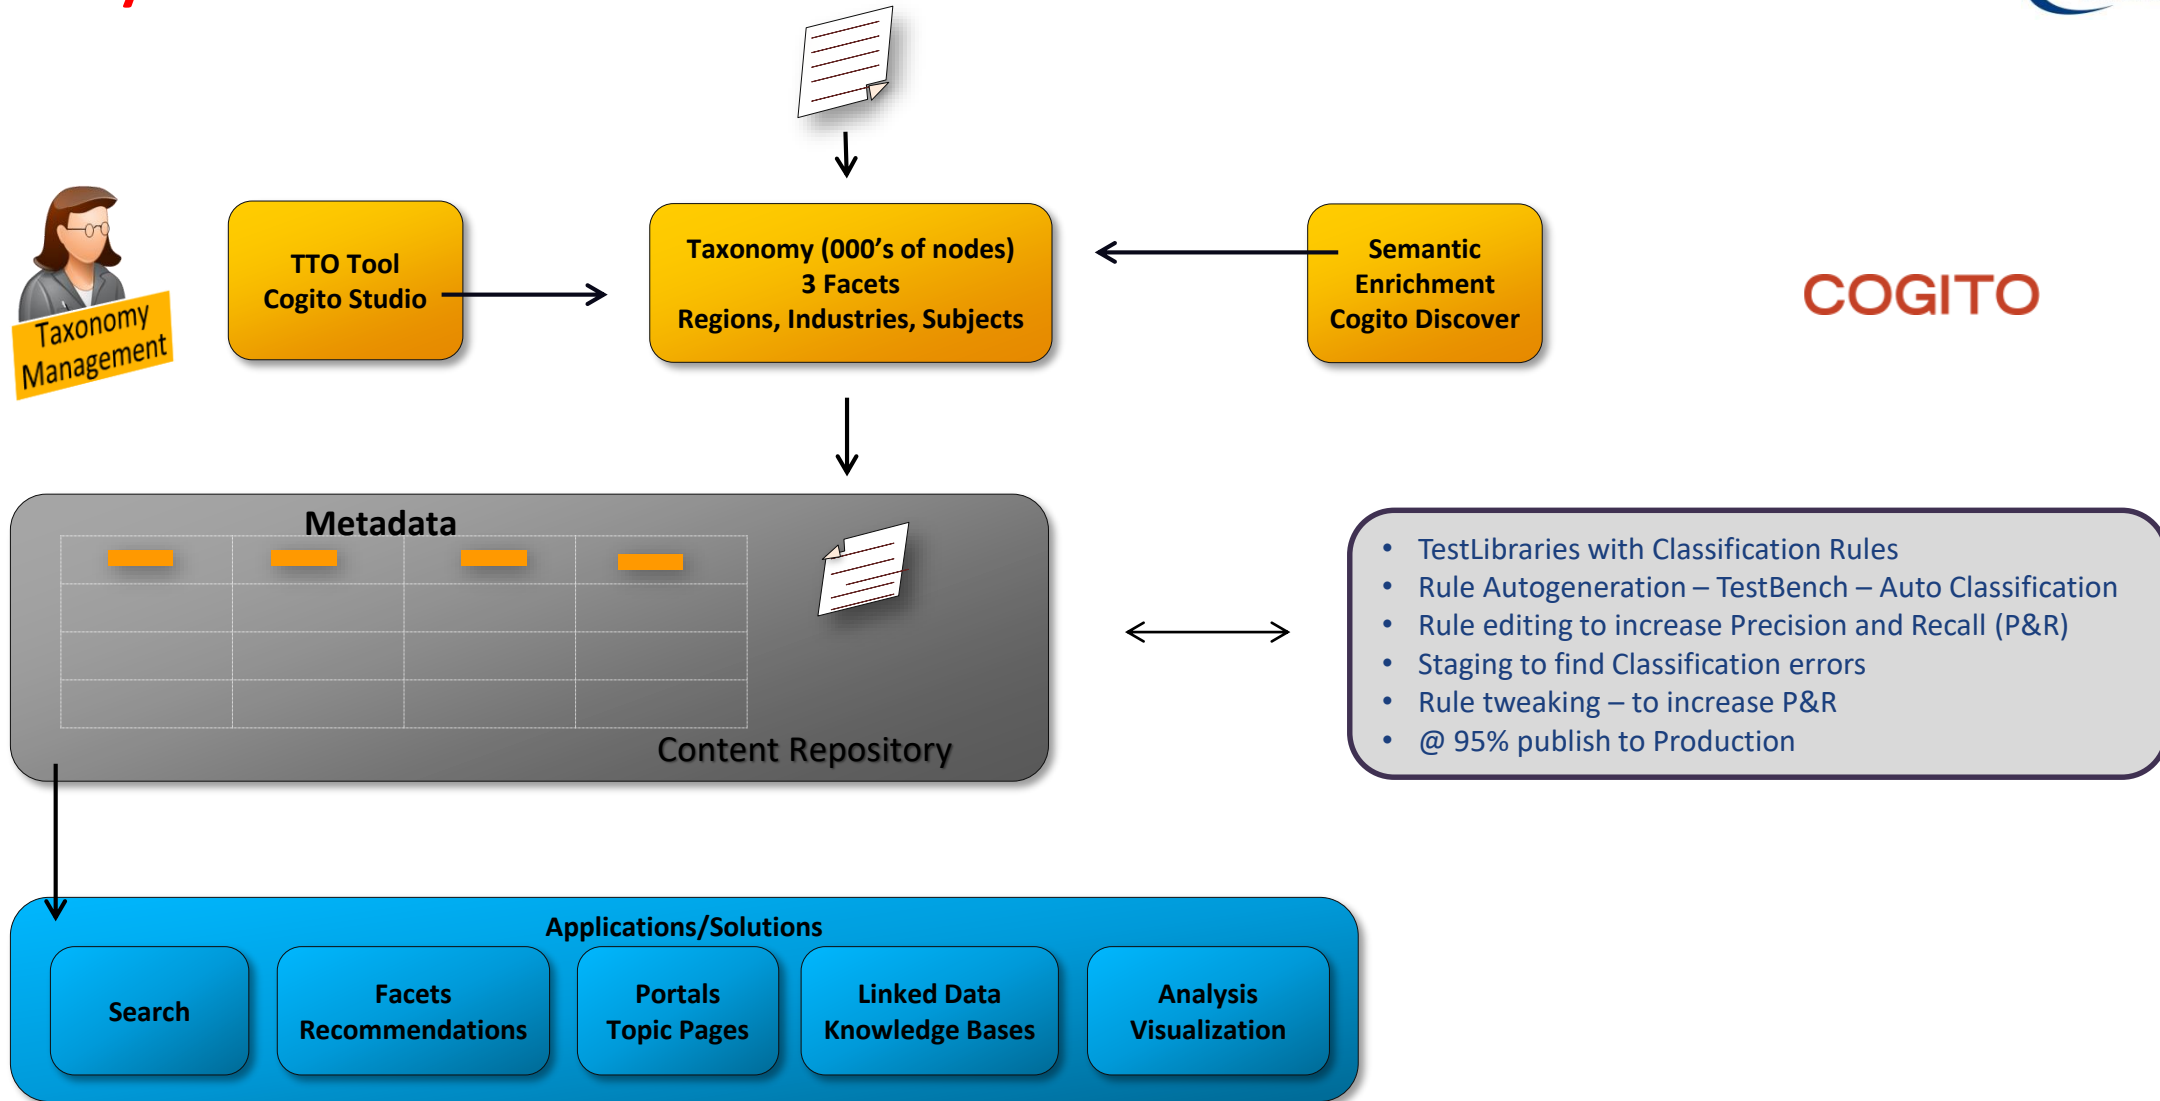 Taxonomy
Management
TTO Tool
Cogito Studio
Taxonomy (000’s of nodes)
3 Facets
Regions, Industries, Subjects
Semantic
Enrichment
Cogito Discover
COGITO
Metadata
Content Repository
• TestLibraries with Classification Rules
• Rule Autogeneration – TestBench – Auto Classification
• Rule editing to increase Precision and Recall (P&R)
• Staging to find Classification errors
• Rule tweaking – to increase P&R
• @ 95% publish to Production
Applications/Solutions
Search
Facets
Recommendations
Portals
Topic Pages
Linked Data
Knowledge Bases
Analysis
Visualization